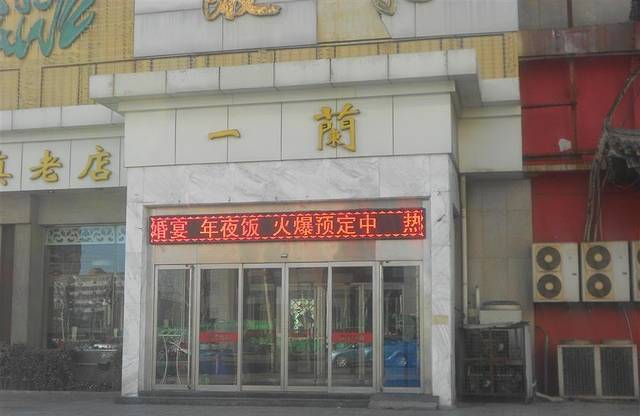 一蘭
老店
婚宴 年夜饭 火爆预定中 热